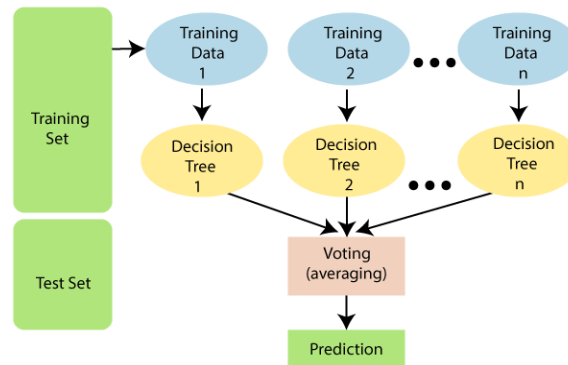 Training
Set
Test Set
Training
Data
1
Training
Data
2
Training
Data
n
Decision
Tree
1
Decision
Tree
2
Decision
Tree
n
Voting
(averaging)
Prediction